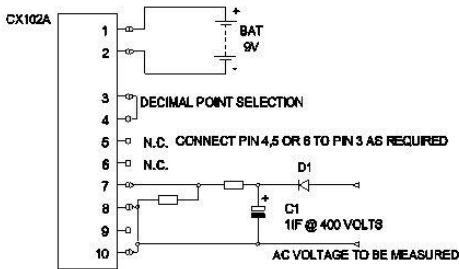 CX102A
1
+
BAT
2
9V
-
3
DECIMAL POINT SELECTION
4
5 N.C. CONNECT PIN 4,5 OR 6 TO PIN 3 AS REQUIRED
6 N.C.
7
D1
8
+
C1
9
1IF @ 400 VOLTS
10
AC VOLTAGE TO BE MEASURED